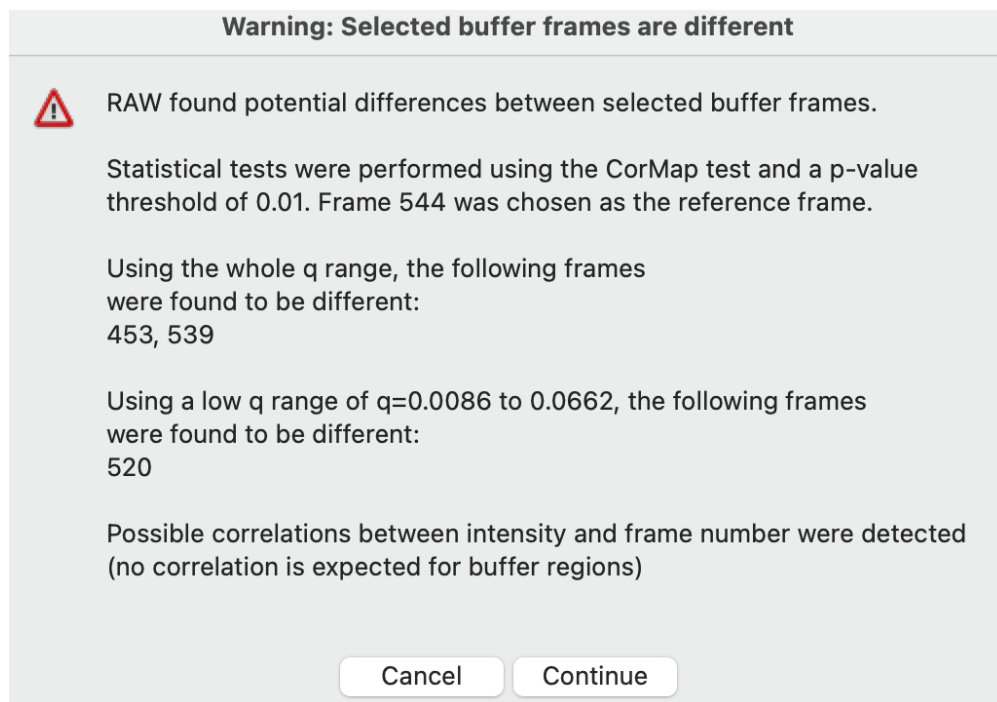 Warning: Selected buffer frames are different
RAW found potential differences between selected buffer frames.
Statistical tests were performed using the CorMap test and a p-value
threshold of 0.01. Frame 544 was chosen as the reference frame.
Using the whole q range, the following frames
were found to be different:
453, 539
Using a low q range of q=0.0086 to 0.0662, the following frames
were found to be different:
520
Possible correlations between intensity and frame number were detected
(no correlation is expected for buffer regions)
Cancel Continue